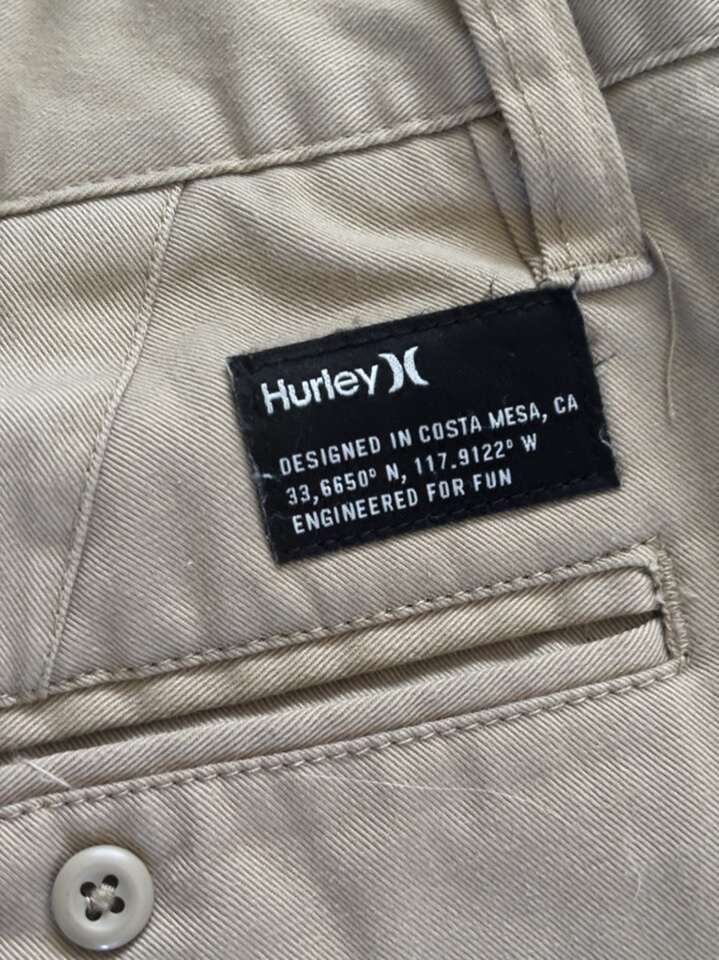 Hurley
DESIGNED IN COSTA MESA, CA
33,6650° N, 117.9122° W
ENGINEERED FOR FUN